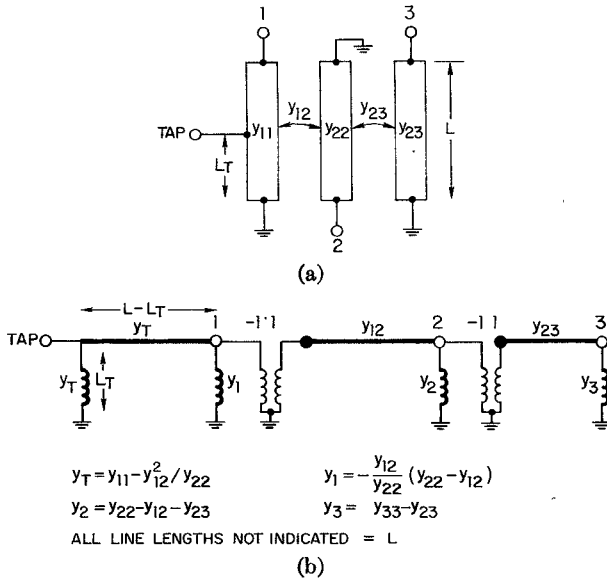 1 3
TAP y11 y12 y22 y23 y23 L
LT
2
(a)
L-LT
TAP yT 1 -1:1 y12 2 -1:1 y23 3
yT LT y1 y2 y3
yT = y11 - y12²/y22 y1 = - y12/y22 (y22 - y12)
y2 = y22 - y12 - y23 y3 = y33 - y23
ALL LINE LENGTHS NOT INDICATED = L
(b)